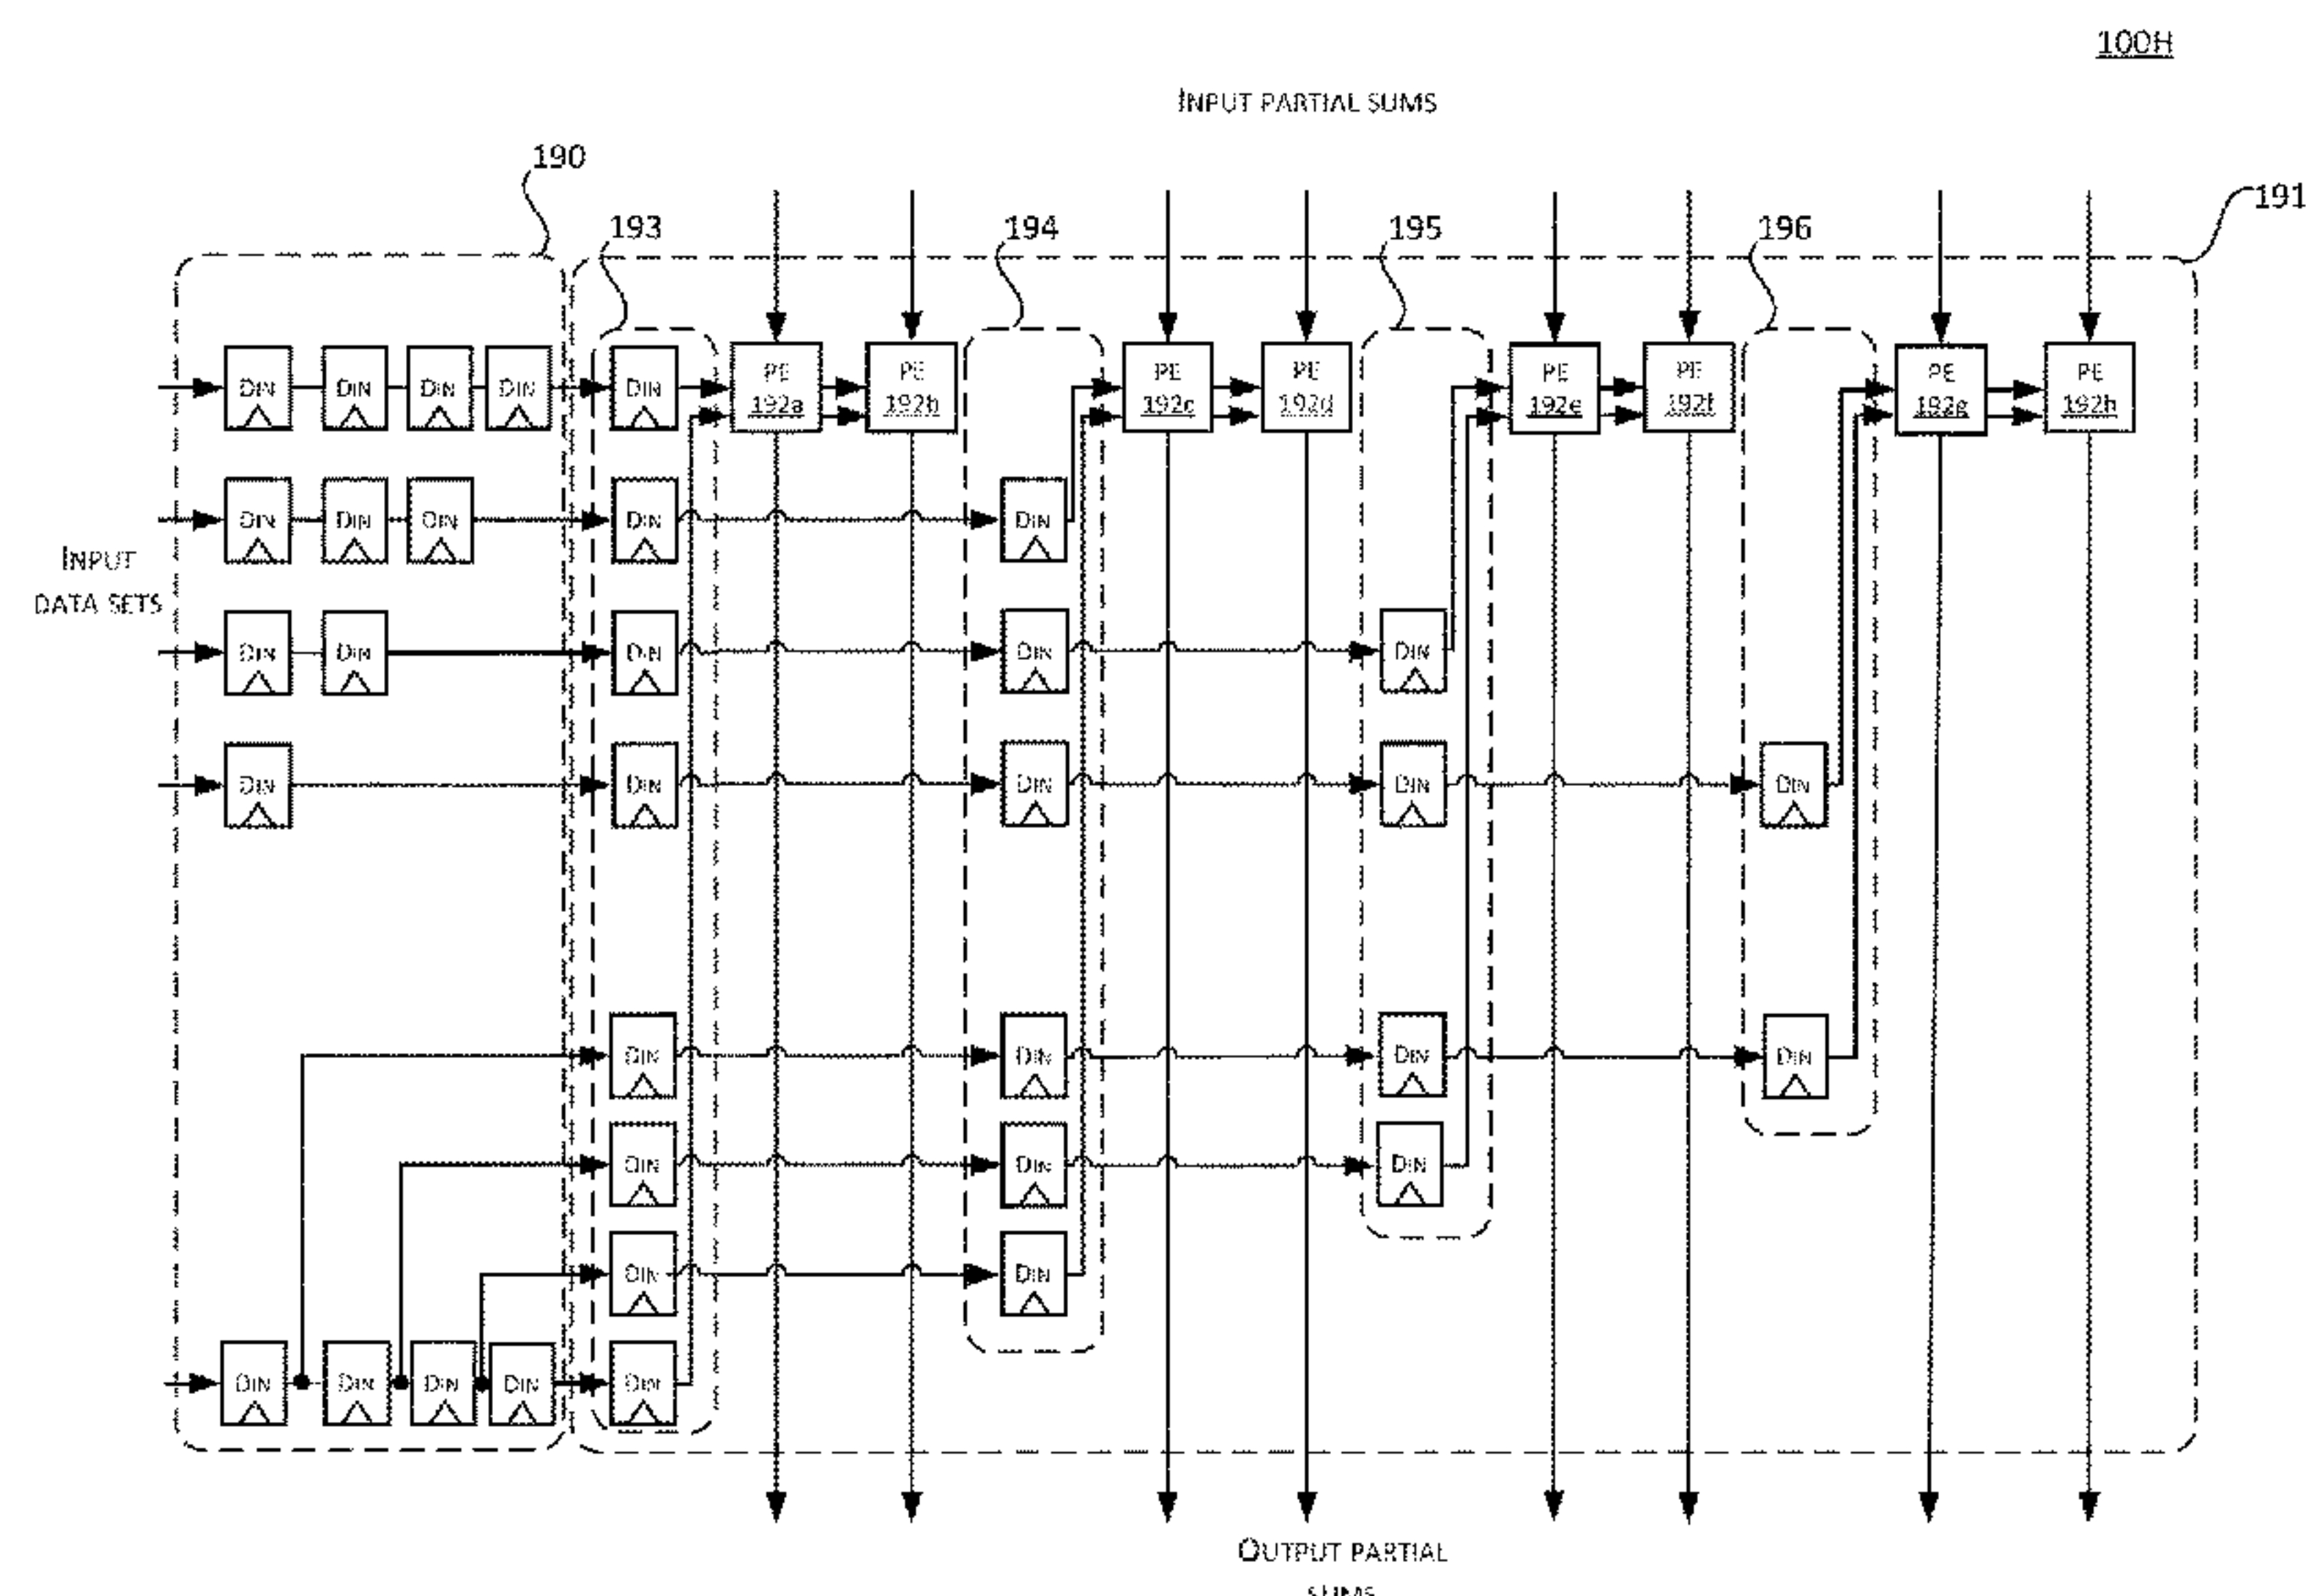 100H
INPUT PARTIAL SUMS
190
191
193
194
195
196
DIN DIN DIN DIN DIN
PE PE PE PE PE PE PE PE
192a 192b 192c 192d 192e 192f 192g 192h
DIN DIN DIN DIN DIN
INPUT
DATA SETS
DIN DIN DIN DIN DIN
DIN DIN DIN DIN DIN
DIN DIN DIN DIN
DIN DIN DIN
DIN DIN
DIN DIN DIN DIN DIN
OUTPUT PARTIAL
SUMS